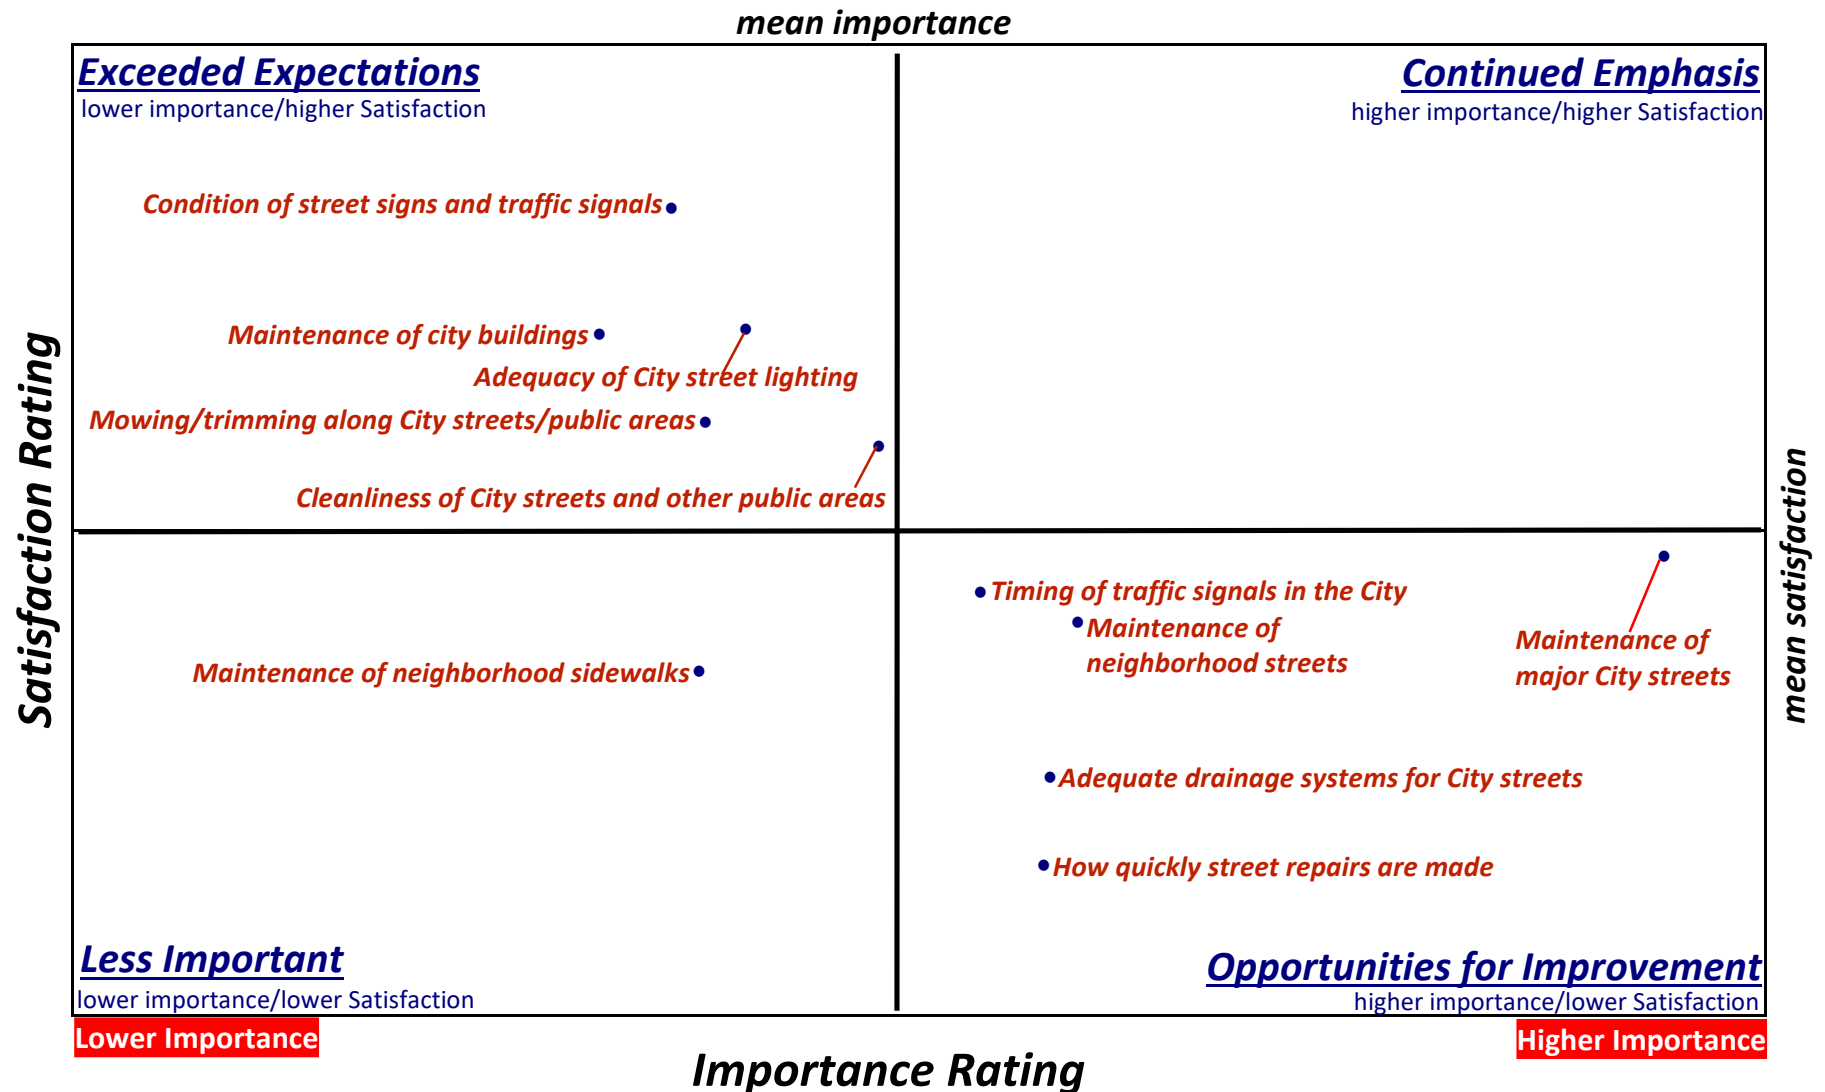 mean importance
Exceeded Expectations
lower importance/higher Satisfaction
Continued Emphasis
higher importance/higher Satisfaction
Condition of street signs and traffic signals
Maintenance of city buildings
Adequacy of City street lighting
Mowing/trimming along City streets/public areas
Cleanliness of City streets and other public areas
Satisfaction Rating
mean satisfaction
Timing of traffic signals in the City
Maintenance of
neighborhood streets
Maintenance of
major City streets
Maintenance of neighborhood sidewalks
Adequate drainage systems for City streets
How quickly street repairs are made
Less Important
lower importance/lower Satisfaction
Opportunities for Improvement
higher importance/lower Satisfaction
Lower Importance
Higher Importance
Importance Rating